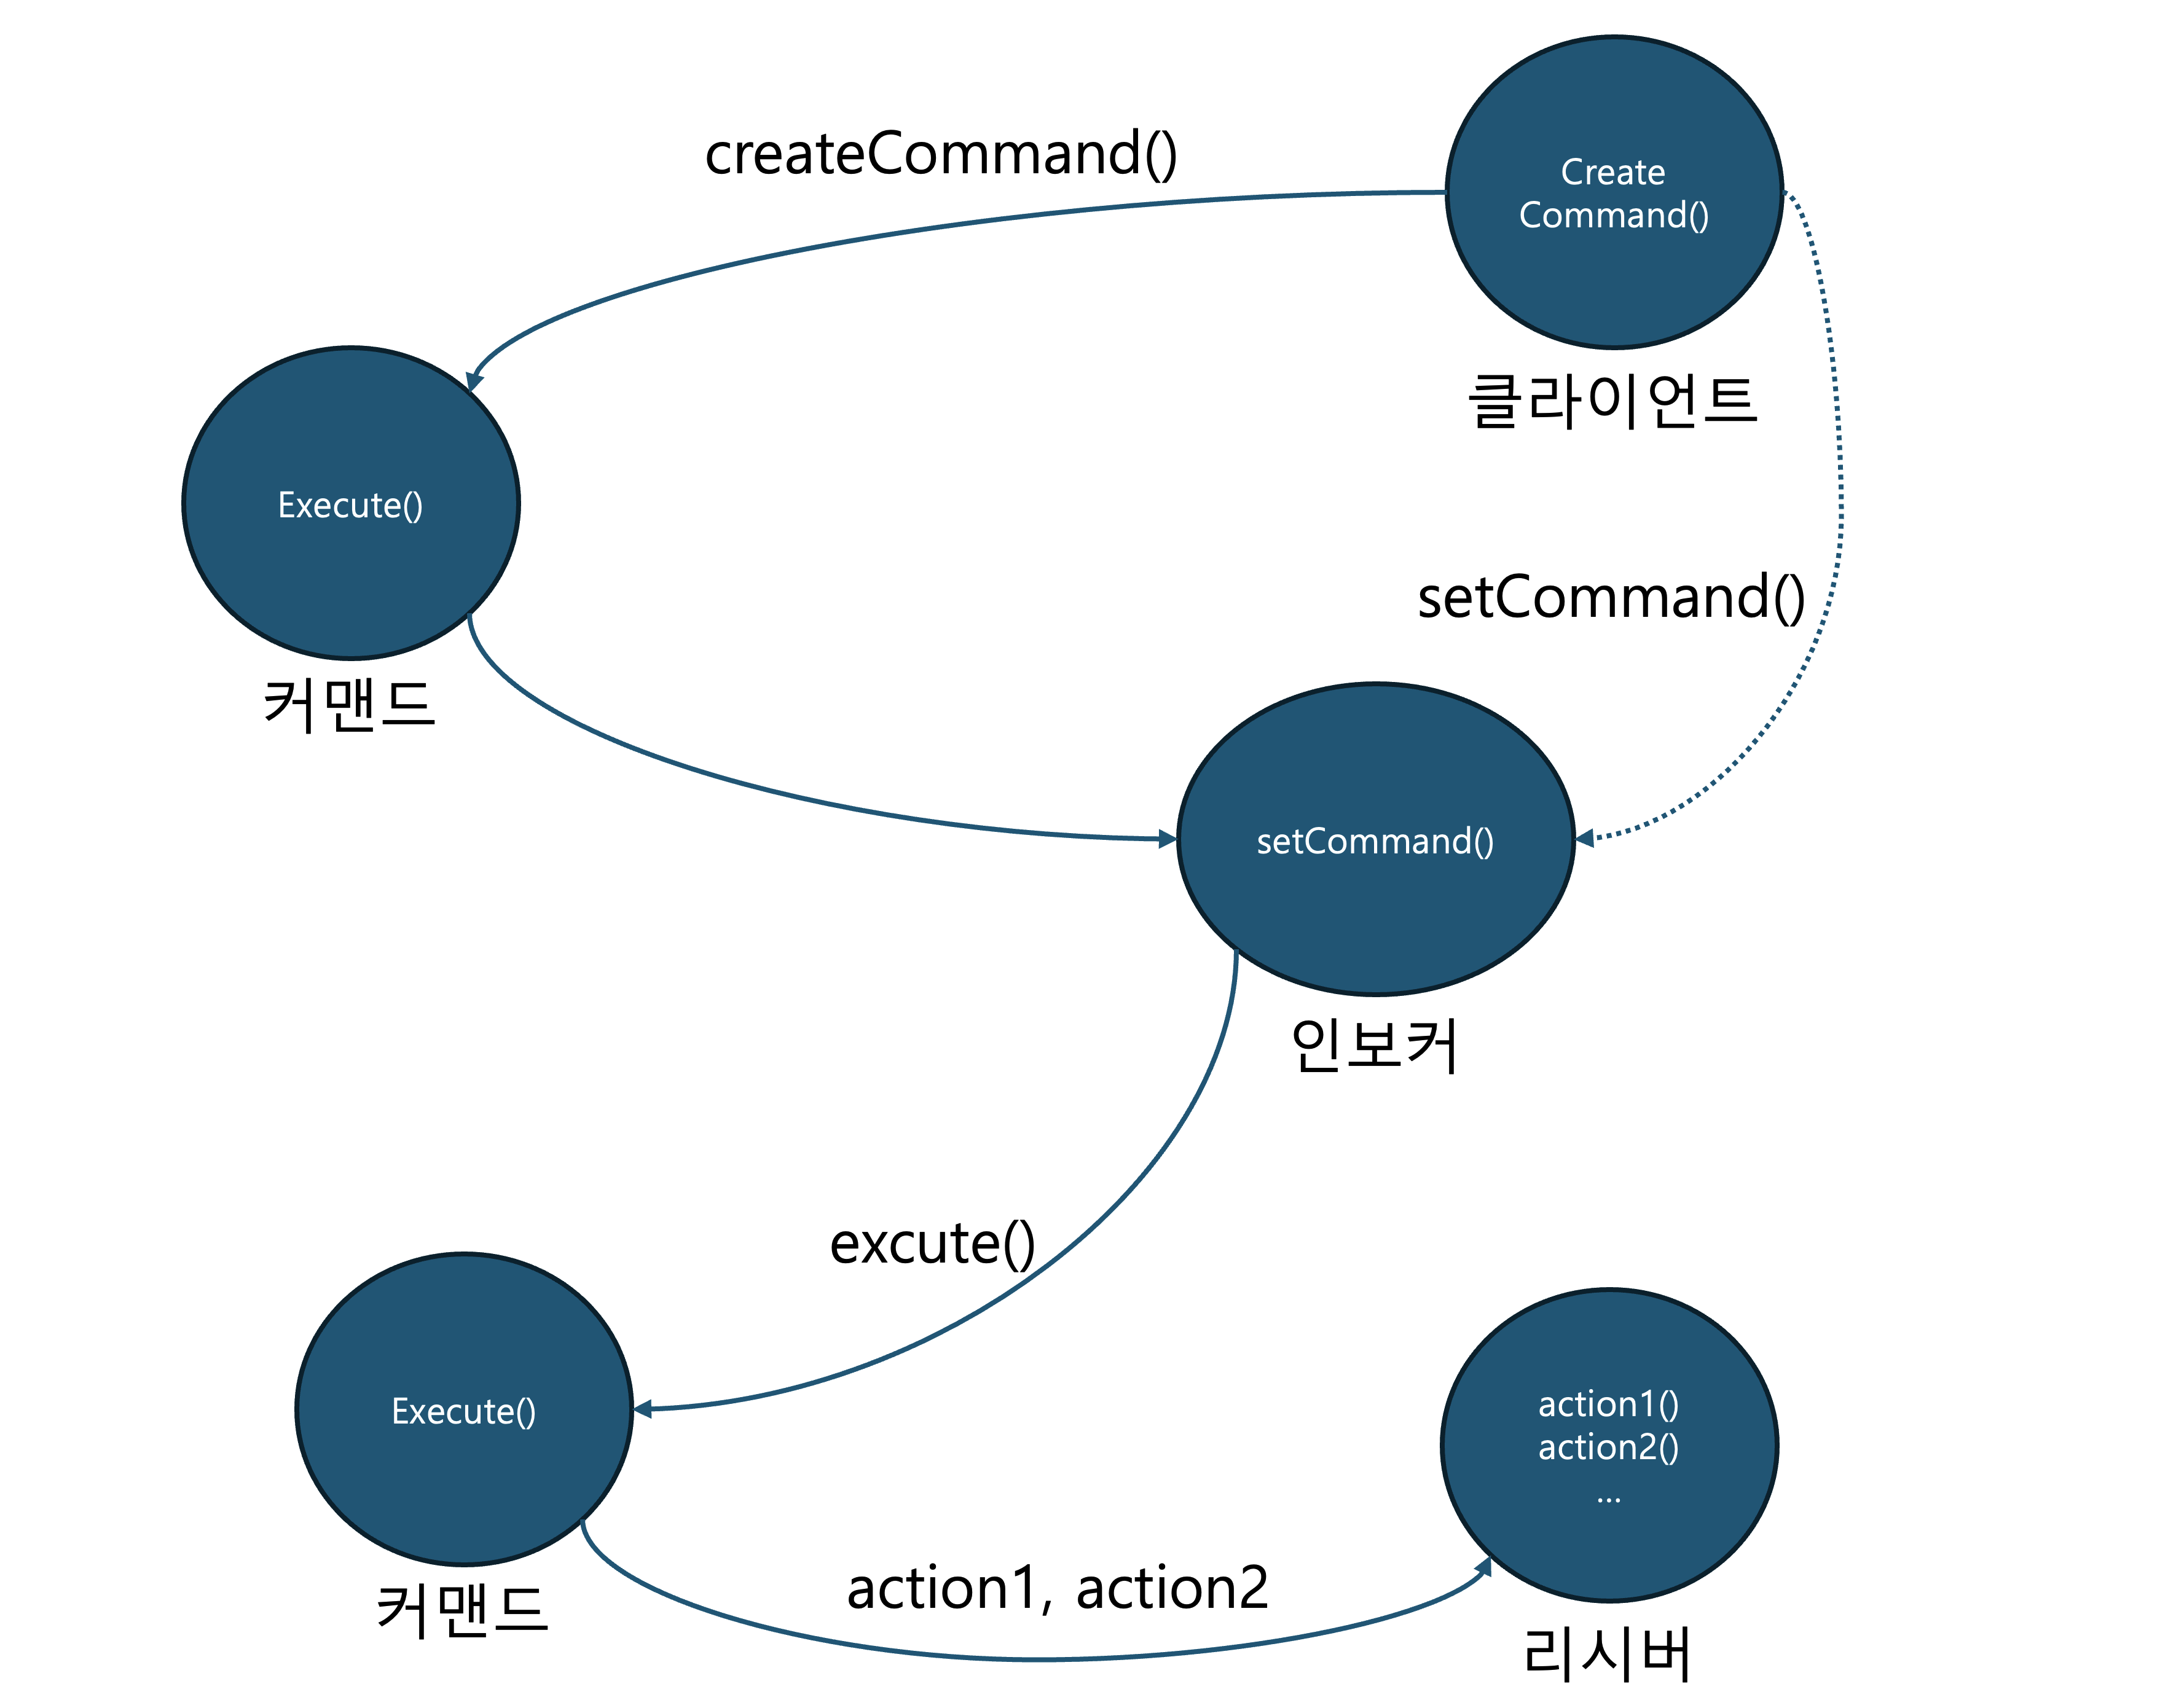 createCommand()
Create
Command()
클라이언트
Execute()
커맨드
setCommand()
setCommand()
인보커
excute()
Execute()
커맨드
action1()
action2()
...
action1, action2
리시버